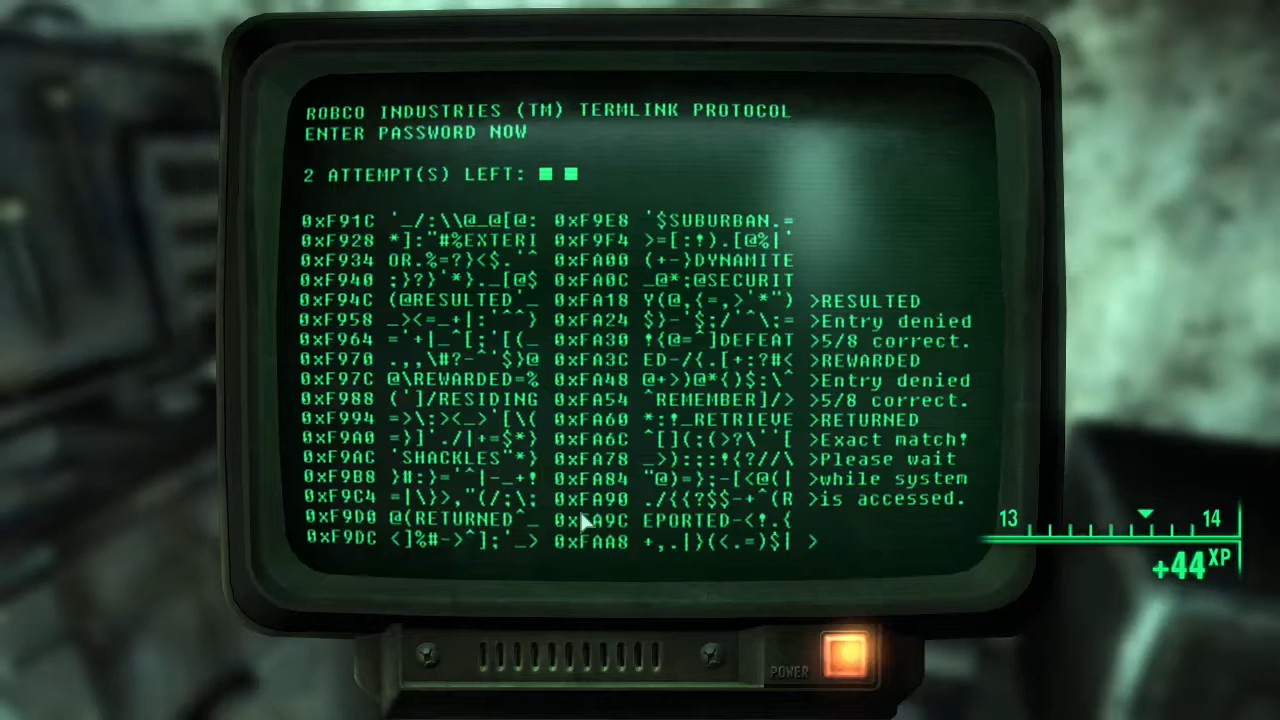 ROBCO INDUSTRIES (TM) TERMLINK PROTOCOL
ENTER PASSWORD NOW
2 ATTEMPT(S) LEFT: ■ ■
0xF91C '_/:\\@_@[@: 0xF9E8 '$SUBURBAN.=
0xF928 *]:"#%EXTERI 0xF9F4 >=[:!).[@%|'
0xF934 OR.%=?}<$.'^ 0xFA00 (+-}DYNAMITE
0xF940 ;}?}'*}._[@$ 0xFA0C _@*;@SECURIT
0xF94C (@RESULTED'_ 0xFA18 Y(@,{=,>'*") >RESULTED
0xF958 _><=_+|:'^^} 0xFA24 $}-'$;/'^\;= >Entry denied
0xF964 ='+|_^[;'[(_ 0xFA30 !{@=^]DEFEAT >5/8 correct.
0xF970 .,,\#?-^'$}@ 0xFA3C ED-/{.[+:?#< >REWARDED
0xF97C @\REWARDED=% 0xFA48 @+>)@*{)$:\^ >Entry denied
0xF988 (']/RESIDING 0xFA54 ^REMEMBER]/> >5/8 correct.
0xF994 =>\:><_>'[\( 0xFA60 *:!_RETRIEVE >RETURNED
0xF9A0 =}]'./|+=$*} 0xFA6C ^[](;(>?\''[ >Exact match!
0xF9AC 'SHACKLES"*} 0xFA78 _>):;:!{?//\ >Please wait
0xF9B8 }#:}='^|-_+! 0xFA84 "@)=};-[<@(| >while system
0xF9C4 =|\}>,"(/;\; 0xFA90 ./{{?$$-+^(R >is accessed.
0xF9D0 @(RETURNED^_ 0xFA9C EPORTED-<!.{
0xF9DC <]%#->^];'_> 0xFAA8 +,.|}(<.=)$| >
13 14
+44 XP
POWER